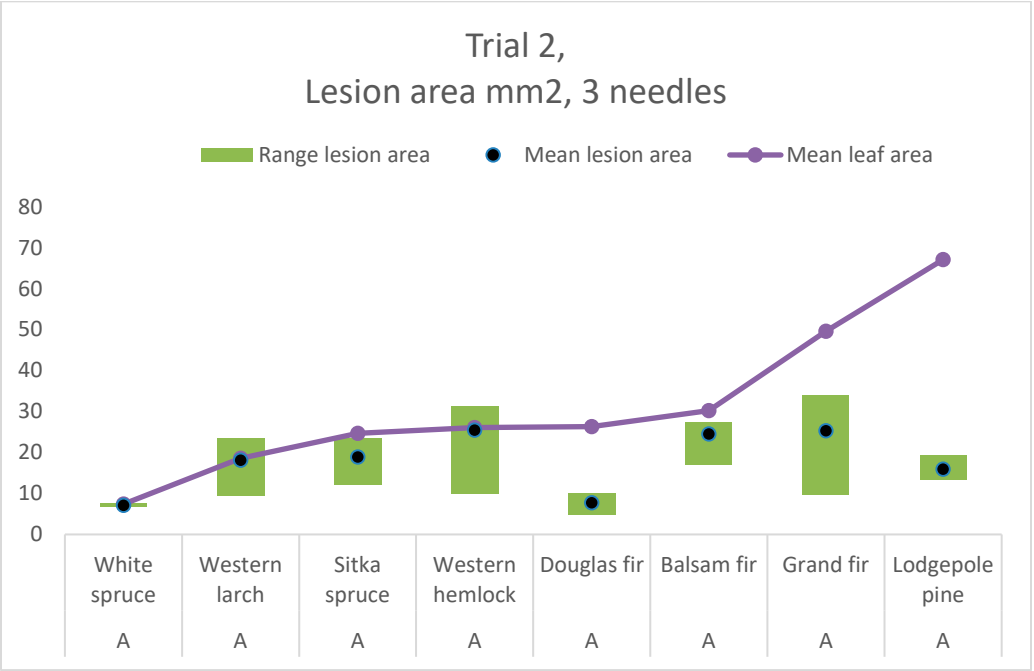 Trial 2,
Lesion area mm2, 3 needles
Range lesion area Mean lesion area Mean leaf area
80
70
60
50
40
30
20
10
0
White spruce Western larch Sitka spruce Western hemlock Douglas fir Balsam fir Grand fir Lodgepole pine
A A A A A A A A